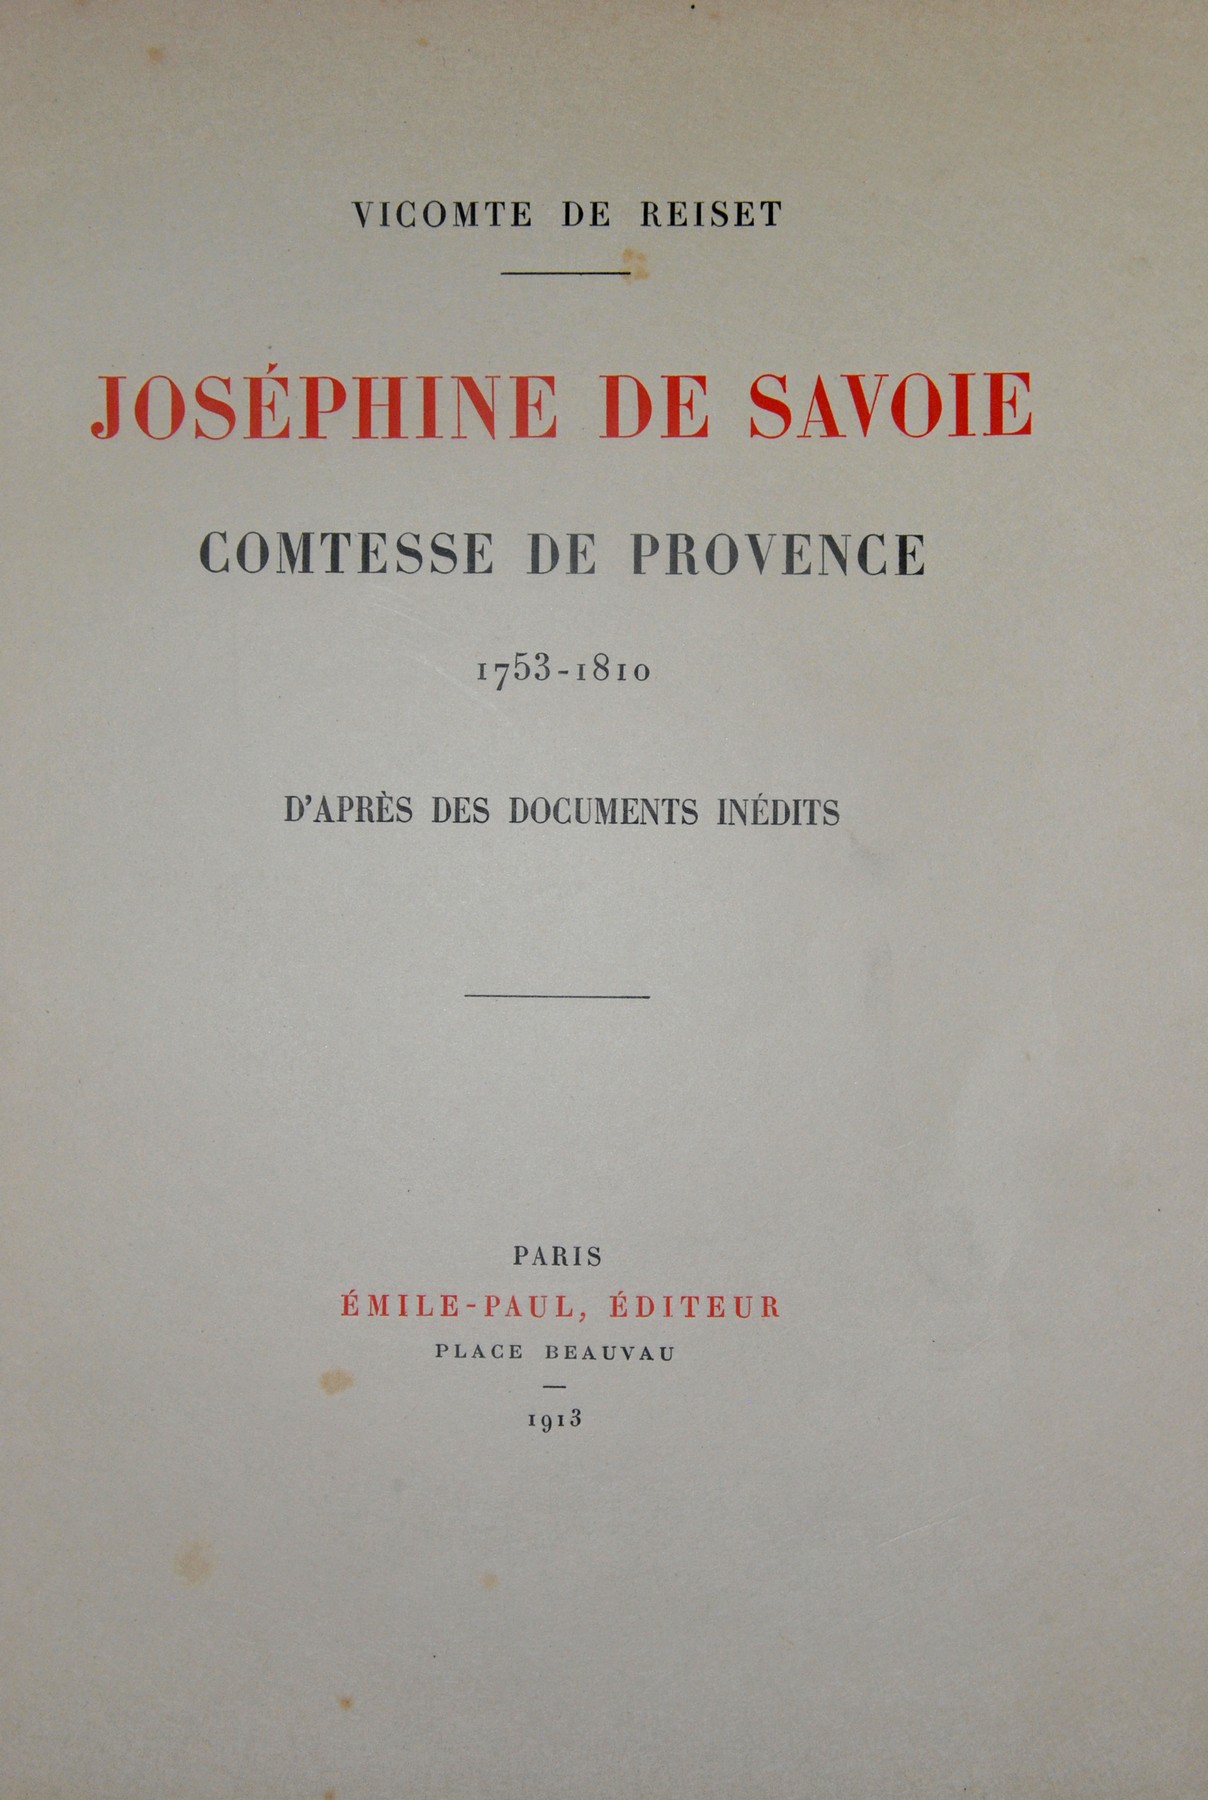 VICOMTE DE REISET
JOSÉPHINE DE SAVOIE
COMTESSE DE PROVENCE
1753-1810
D'APRÈS DES DOCUMENTS INÉDITS
PARIS
ÉMILE-PAUL, ÉDITEUR
PLACE BEAUVAU
1913